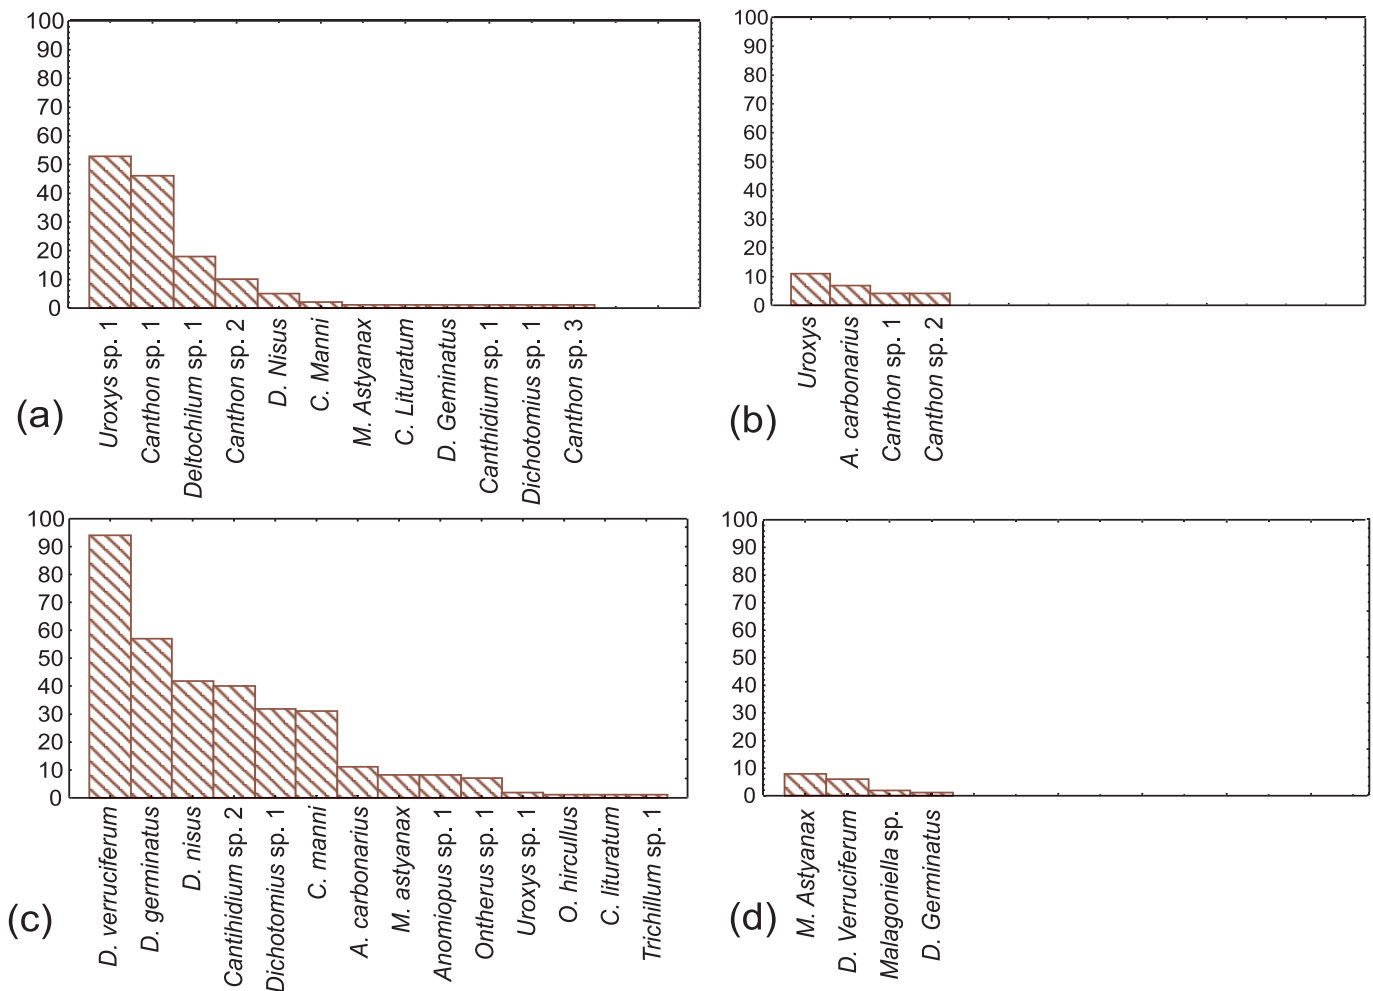 100
90
80
70
60
50
40
30
20
10
0
Uroxys sp. 1
Canthon sp. 1
Deltochilum sp. 1
Canthon sp. 2
D. Nisus
C. Manni
M. Astyanax
C. Lituratum
D. Geminatus
Canthidium sp. 1
Dichotomius sp. 1
Canthon sp. 3
(a)
100
90
80
70
60
50
40
30
20
10
0
Uroxys
A. carbonarius
Canthon sp. 1
Canthon sp. 2
(b)
100
90
80
70
60
50
40
30
20
10
0
D. verruciferum
D. germinatus
D. nisus
Cantihidium sp. 2
Dichotomius sp. 1
C. manni
A. carbonarius
M. astyanax
Anomiopus sp. 1
Ontherus sp. 1
Uroxys sp. 1
O. hircullus
C. lituratum
Trichillum sp. 1
(c)
100
90
80
70
60
50
40
30
20
10
0
M. Astyanax
D. Verruciferum
Malagoniella sp.
D. Germinatus
(d)